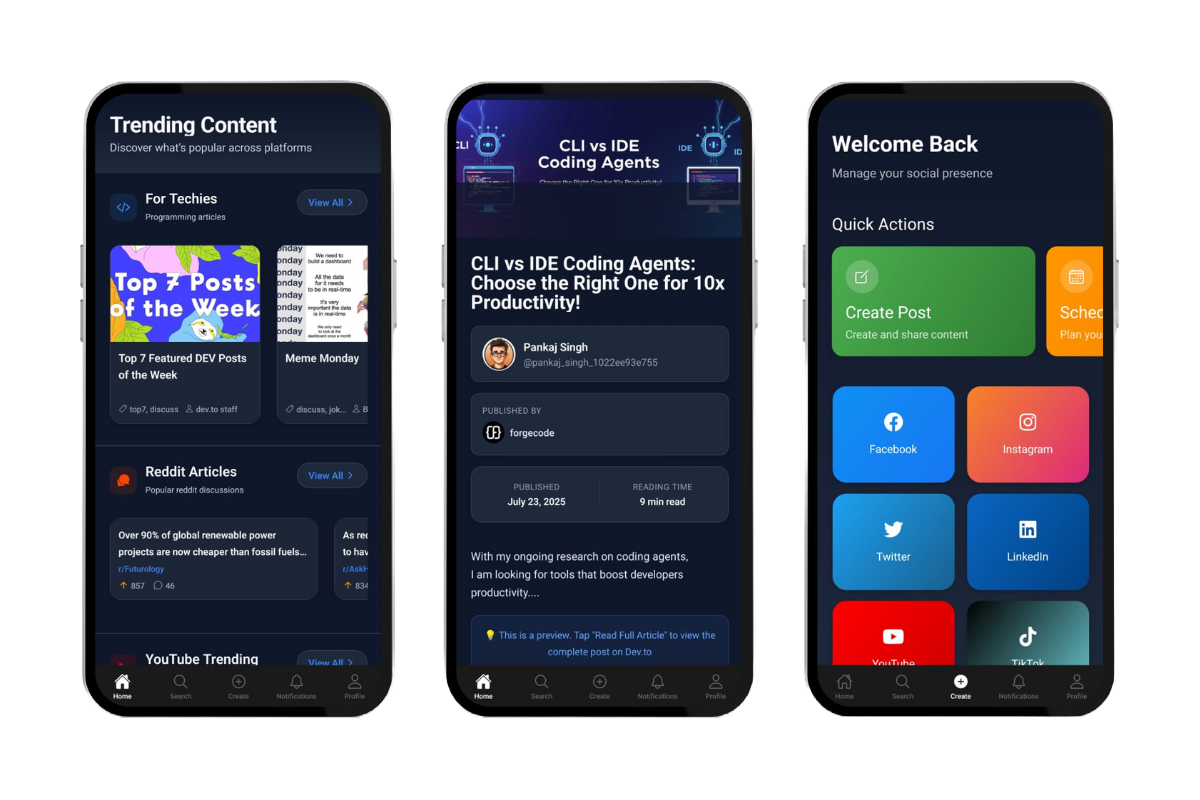 Trending Content
Discover what's popular across platforms
For Techies
Programming articles
View All >
Top 7 Posts
of the Week
Top 7 Featured DEV Posts
of the Week
top7, discuss
dev.to staff
onday
onday
onday
onday
onday
onday
onday
We need to
build a dashboard
All the data
for it needs
to be in real-time
It's very
important the data
is in real-time
We only need
to look at the
dashboard once a month
Meme Monday
discuss, jok...
B
Reddit Articles
Popular reddit discussions
View All >
Over 90% of global renewable power
projects are now cheaper than fossil fuels...
r/Futurology
857
46
As rec
to hav
r/AskH
834
YouTube Trending
View All >
Home
Search
Create
Notifications
Profile
CLI
CLI vs IDE
Coding Agents
Choose the Right One for 10x Productivity!
IDE
ID
CLI vs IDE Coding Agents:
Choose the Right One for 10x
Productivity!
Pankaj Singh
@pankaj_singh_1022ee93e755
PUBLISHED BY
forgecode
PUBLISHED
July 23, 2025
READING TIME
9 min read
With my ongoing research on coding agents,
I am looking for tools that boost developers
productivity....
💡 This is a preview. Tap "Read Full Article" to view the
complete post on Dev.to
Home
Search
Create
Notifications
Profile
Welcome Back
Manage your social presence
Quick Actions
Create Post
Create and share content
Sched
Plan you
Facebook
Instagram
Twitter
LinkedIn
YouTube
TikTok
Home
Search
Create
Notifications
Profile